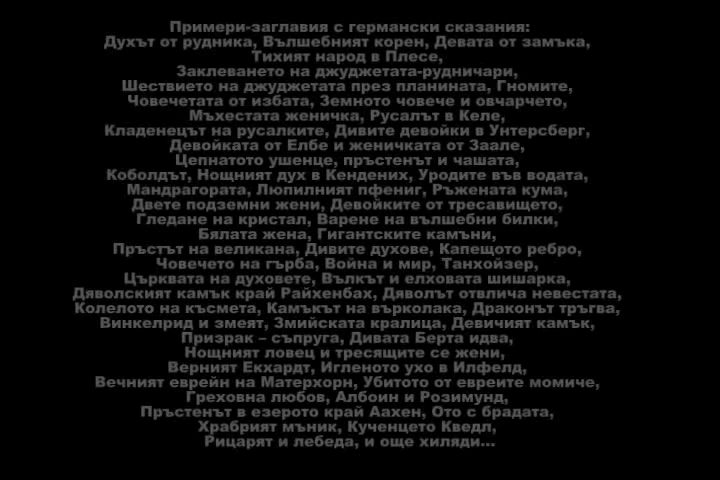 Примери-заглавия с германски сказания:
Духът от рудника, Вълшебният корен, Девата от замъка,
Тихият народ в Плесе,
Заклеването на джуджетата-рудничари,
Шествието на джуджетата през планината, Гномите,
Човечетата от избата, Земното човече и овчарчето,
Мъхестата женичка, Русалът в Келе,
Кладенецът на русалките, Дивите девойки в Унтерсберг,
Девойката от Елбе и женичката от Заале,
Цепнатото ушенце, пръстенът и чашата,
Коболдът, Нощният дух в Кендених, Уродите във водата,
Мандрагората, Люпилният пфениг, Ръжената кума,
Двете подземни жени, Девойките от тресавището,
Гледане на кристал, Варене на вълшебни билки,
Бялата жена, Гигантските камъни,
Пръстът на великана, Дивите духове, Капещото ребро,
Човечето на гърба, Война и мир, Танхойзер,
Църквата на духовете, Вълкът и елховата шишарка,
Дяволският камък край Райхенбах, Дяволът отвлича невестата,
Колелото на късмета, Камъкът на върколака, Драконът тръгва,
Винкелрид и змеят, Змийската кралица, Девичият камък,
Призрак – съпруга, Дивата Берта идва,
Нощният ловец и тресящите се жени,
Верният Екхардт, Игленото ухо в Илфелд,
Вечният евреин на Матерхорн, Убитото от евреите момиче,
Греховна любов, Албоин и Розимунд,
Пръстенът в езерото край Аахен, Ото с брадата,
Храбрият мъник, Кученцето Кведл,
Рицарят и лебеда, и още хиляди...